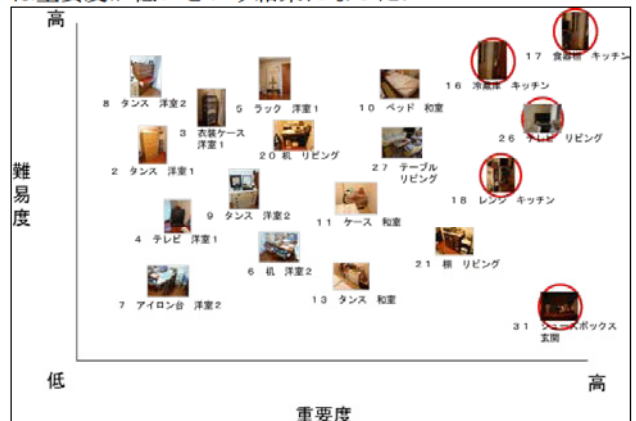 高
17 食器棚 キッチン
16 冷蔵庫 キッチン
8 タンス 洋室2
5 ラック 洋室1
10 ベッド 和室
3 衣装ケース
洋室1
26 テレビ リビング
20 机 リビング
2 タンス 洋室1
27 テーブル
リビング
難易度
18 レンジ キッチン
9 タンス 洋室2
11 ケース 和室
4 テレビ 洋室1
21 棚 リビング
6 机 洋室2
7 アイロン台 洋室2
13 タンス 和室
31 シューズボックス
玄関
低
高
重要度